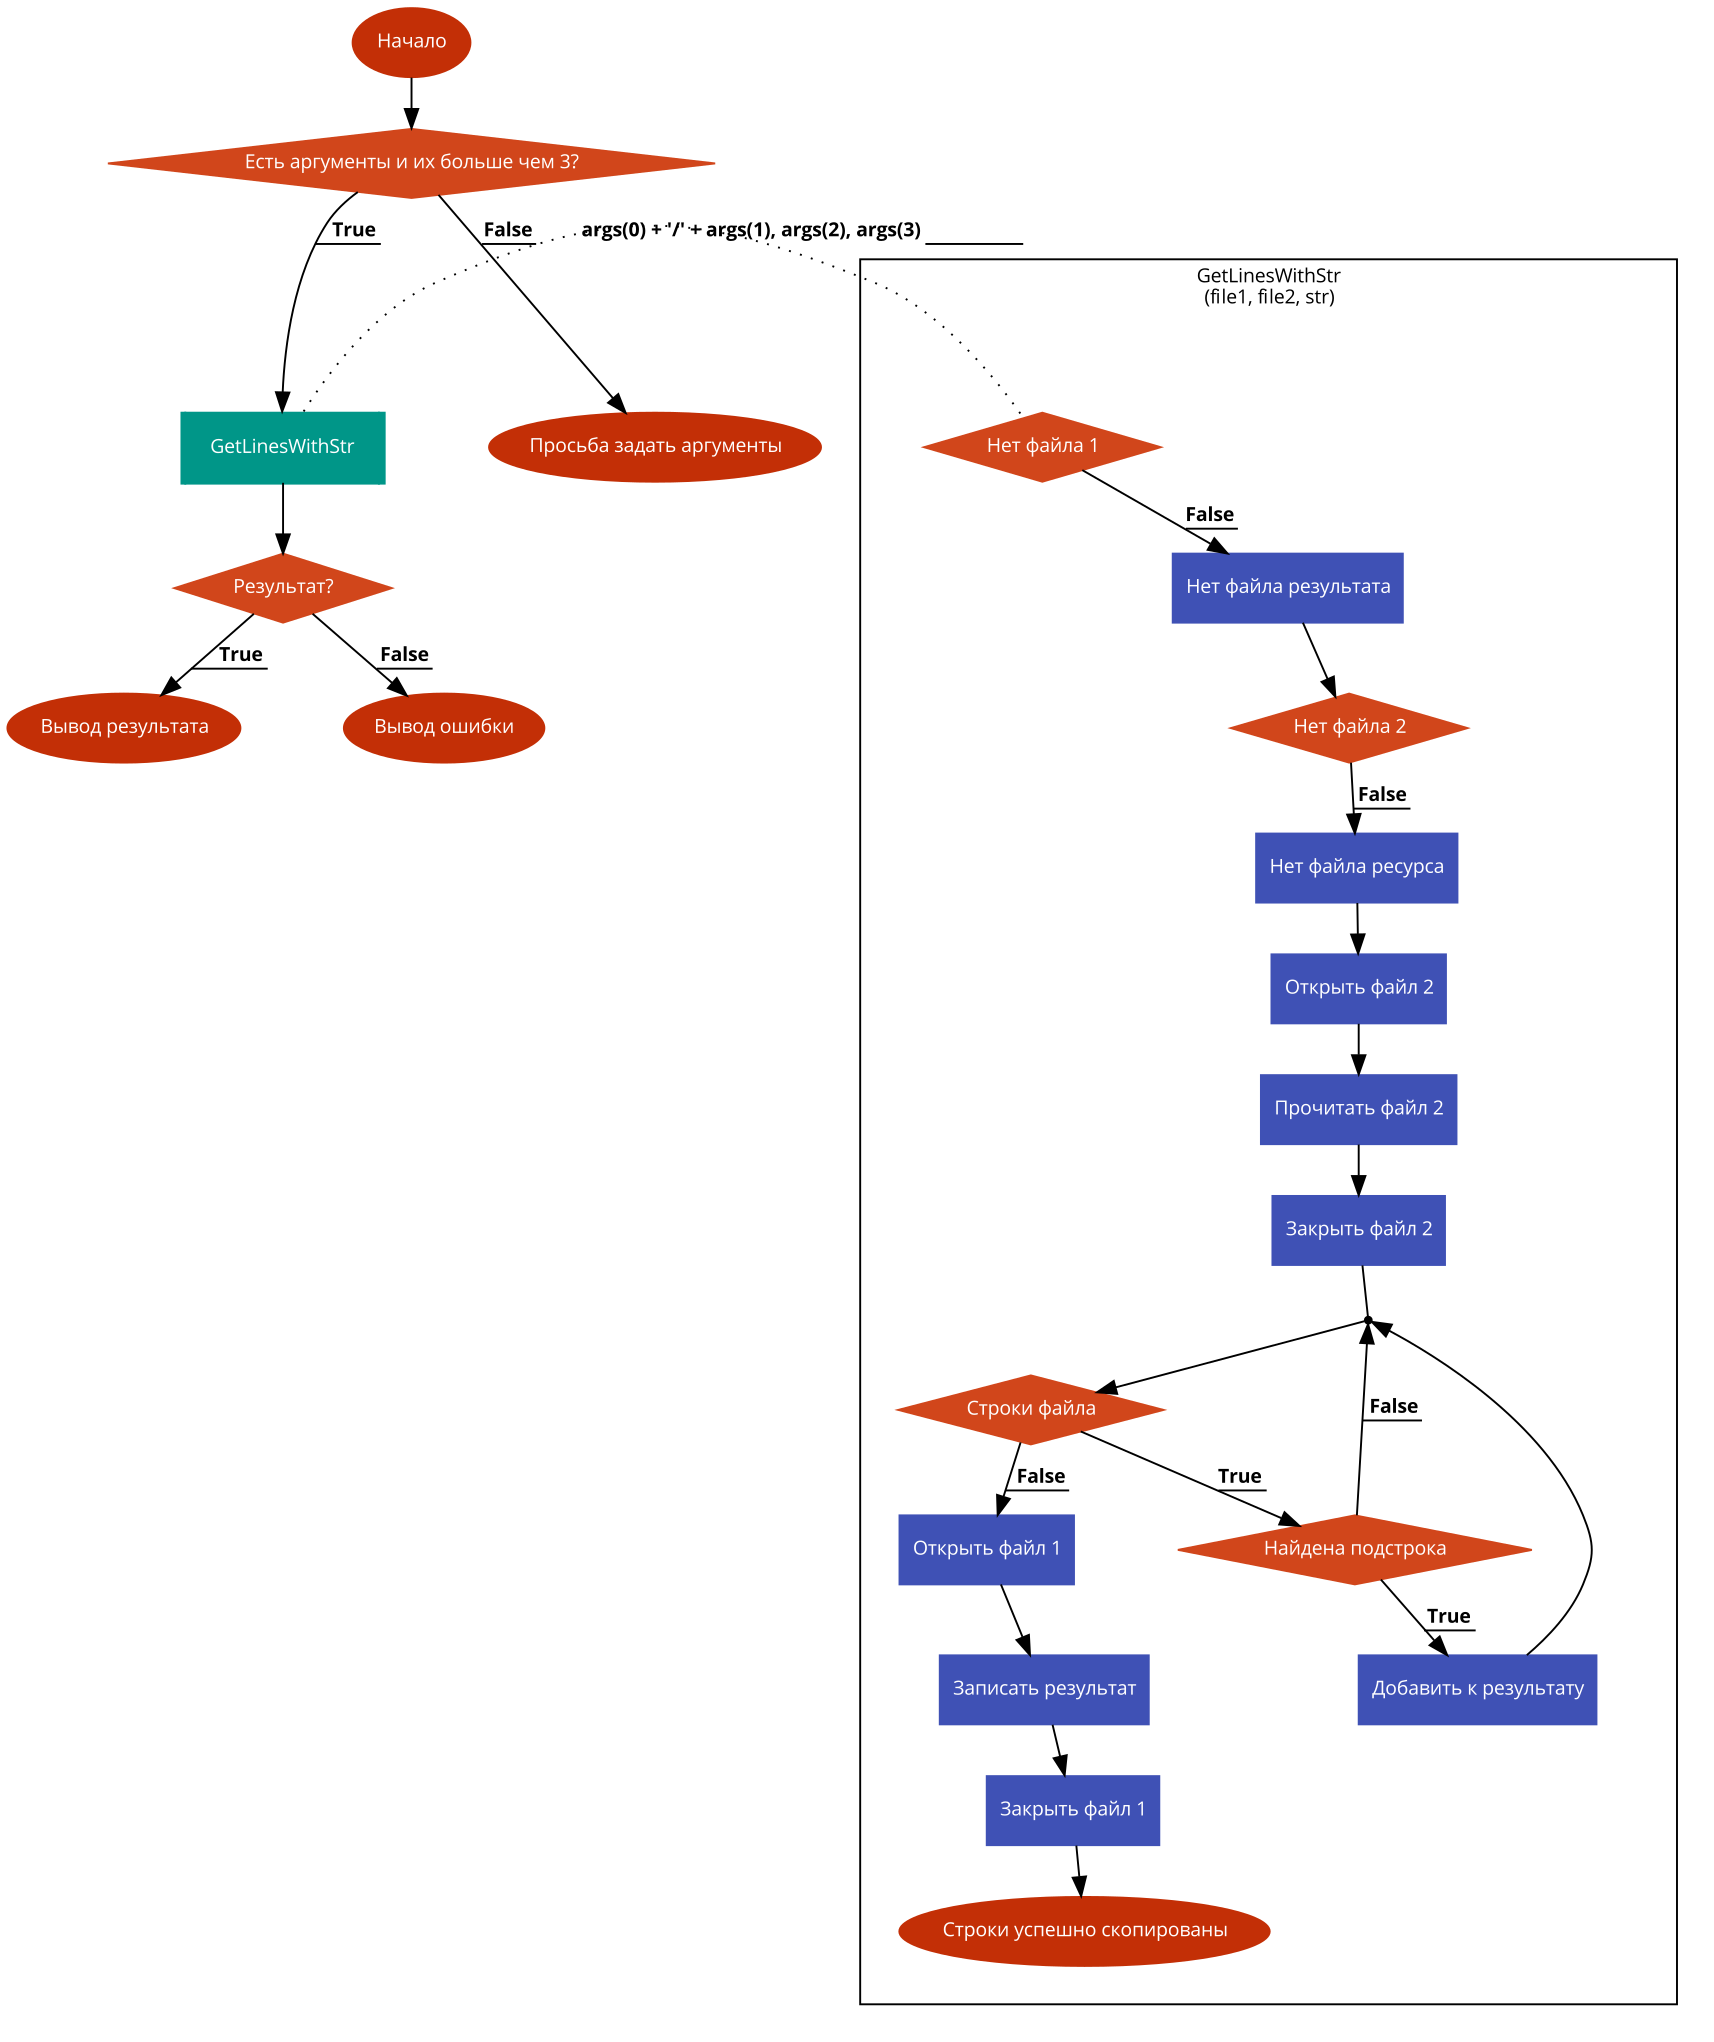 Начало
Есть аргументы и их больше чем 3?
True
False
args(0) + '/' + args(1), args(2), args(3)
GetLinesWithStr
Просьба задать аргументы
Результат?
True
False
Вывод результата
Вывод ошибки
GetLinesWithStr
(file1, file2, str)
Нет файла 1
False
Нет файла результата
Нет файла 2
False
Нет файла ресурса
Открыть файл 2
Прочитать файл 2
Закрыть файл 2
Строки файла
False
False
True
Открыть файл 1
Найдена подстрока
True
Записать результат
Добавить к результату
Закрыть файл 1
Строки успешно скопированы